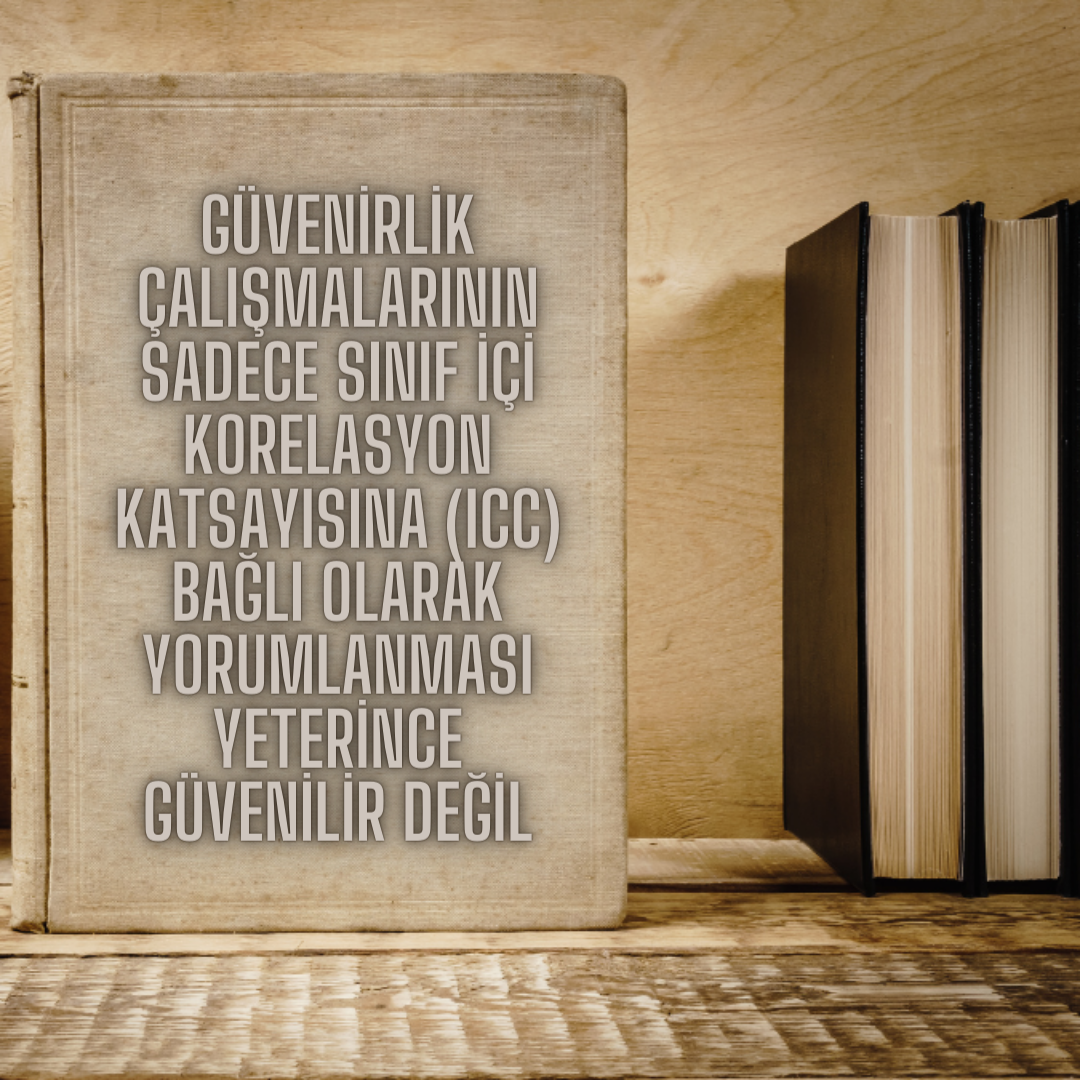 GÜVENİRLİK
ÇALIŞMALARININ
SADECE SINIF İÇİ
KORELASYON
KATSAYISINA (ICC)
BAĞLI OLARAK
YORUMLANMASI
YETERİNCE
GÜVENİLİR DEĞİL